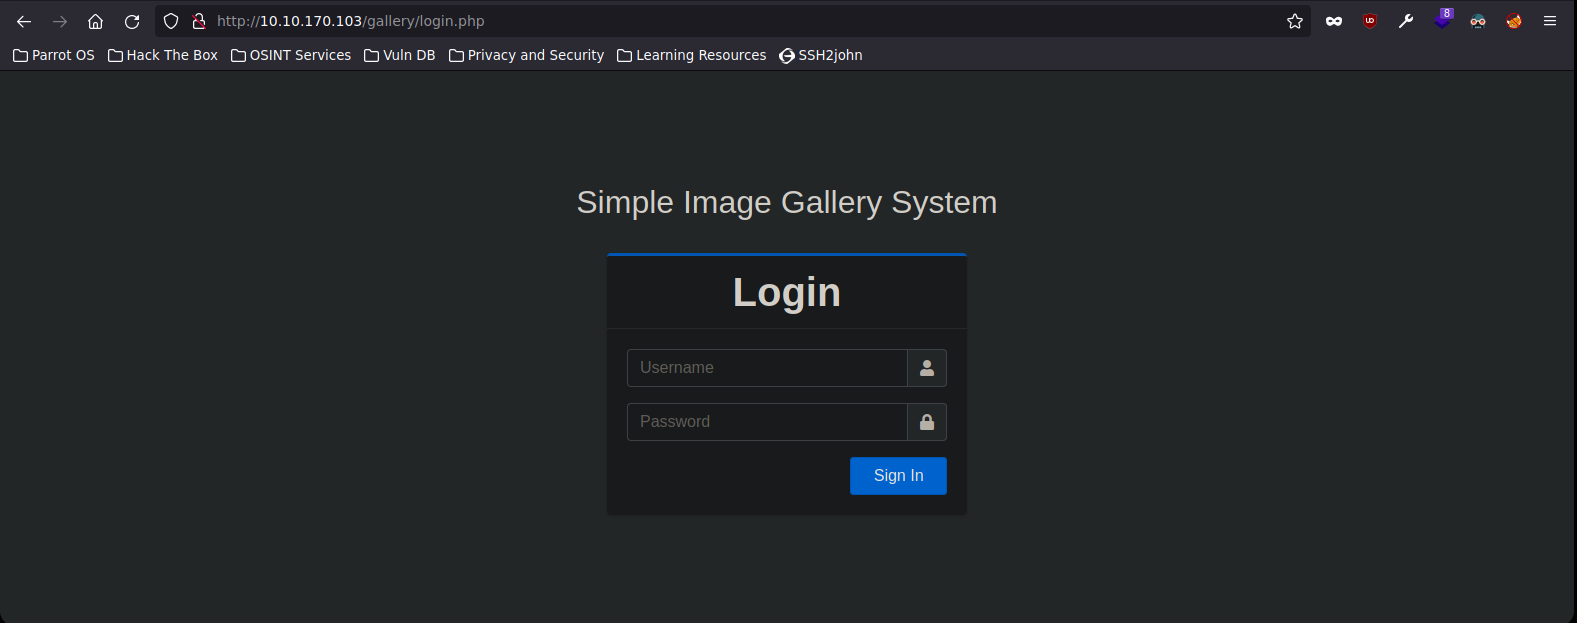 http://10.10.170.103/gallery/login.php
8
Parrot OS Hack The Box OSINT Services Vuln DB Privacy and Security Learning Resources SSH2john
Simple Image Gallery System
Login
Username
Password
Sign In